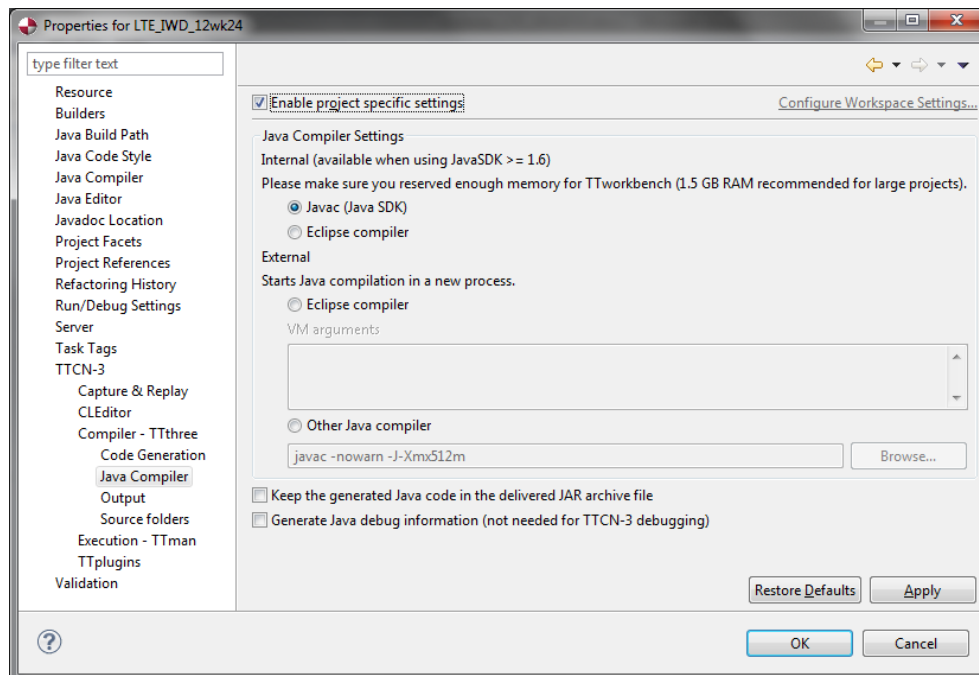 Properties for LTE_IWD_12wk24
type filter text
Resource
Builders
Java Build Path
Java Code Style
Java Compiler
Java Editor
Javadoc Location
Project Facets
Project References
Refactoring History
Run/Debug Settings
Server
Task Tags
TTCN-3
Capture & Replay
CLEditor
Compiler - TTthree
Code Generation
Java Compiler
Output
Source folders
Execution - TTman
TTplugins
Validation
Enable project specific settings
Configure Workspace Settings...
Java Compiler Settings
Internal (available when using JavaSDK >= 1.6)
Please make sure you reserved enough memory for TTworkbench (1.5 GB RAM recommended for large projects).
Javac (Java SDK)
Eclipse compiler
External
Starts Java compilation in a new process.
Eclipse compiler
VM arguments
Other Java compiler
javac -nowarn -J-Xmx512m
Browse...
Keep the generated Java code in the delivered JAR archive file
Generate Java debug information (not needed for TTCN-3 debugging)
Restore Defaults
Apply
?
OK
Cancel